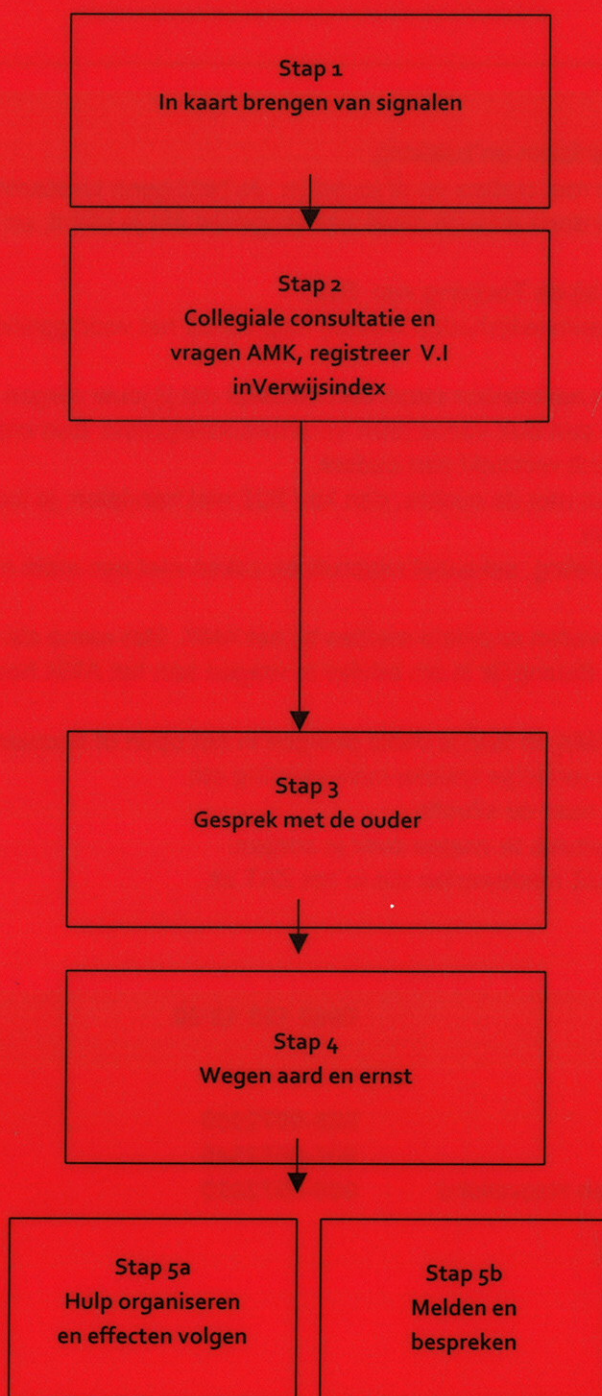 Stap 1
In kaart brengen van signalen
Stap 2
Collegiale consultatie en
vragen AMK, registreer V.I
inVerwijsindex
Stap 3
Gesprek met de ouder
Stap 4
Wegen aard en ernst
Stap 5a
Hulp organiseren
en effecten volgen
Stap 5b
Melden en
bespreken